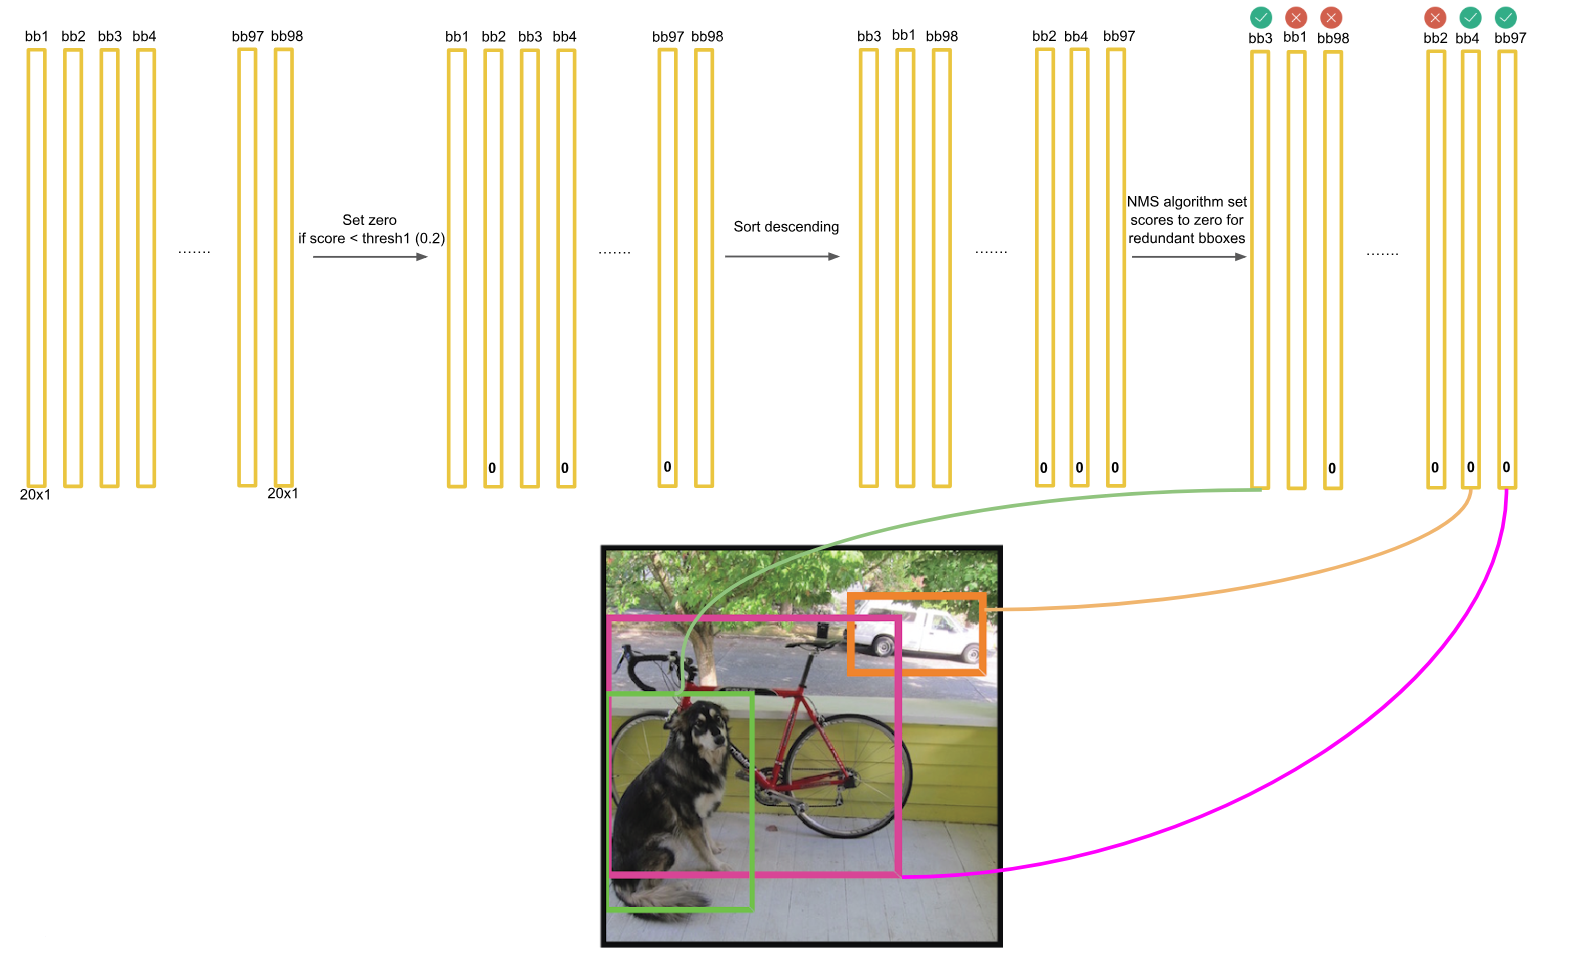 bb1 bb2 bb3 bb4 bb97 bb98
bb1 bb2 bb3 bb4 bb97 bb98
bb3 bb1 bb98 bb2 bb4 bb97
bb3 bb1 bb98 bb2 bb4 bb97
.......
Set zero
if score < thresh1 (0.2)
.......
Sort descending
.......
NMS algorithm set
scores to zero for
redundant bboxes
.......
0 0 0
0 0 0
0 0 0 0
20x1 20x1